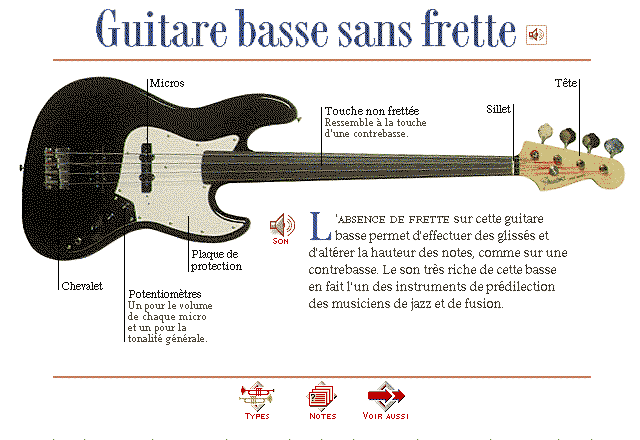 Guitare basse sans frette
Micros
Tête
Touche non frettée
Ressemble à la touche
d'une contrebasse.
Sillet
L'ABSENCE DE FRETTE sur cette guitare
basse permet d'effectuer des glissés et
d'altérer la hauteur des notes, comme sur une
contrebasse. Le son très riche de cette basse
en fait l'un des instruments de prédilection
des musiciens de jazz et de fusion.
SON
Plaque de
protection
Chevalet
Potentiomètres
Un pour le volume
de chaque micro
et un pour la
tonalité générale.
TYPES
NOTES
VOIR AUSSI